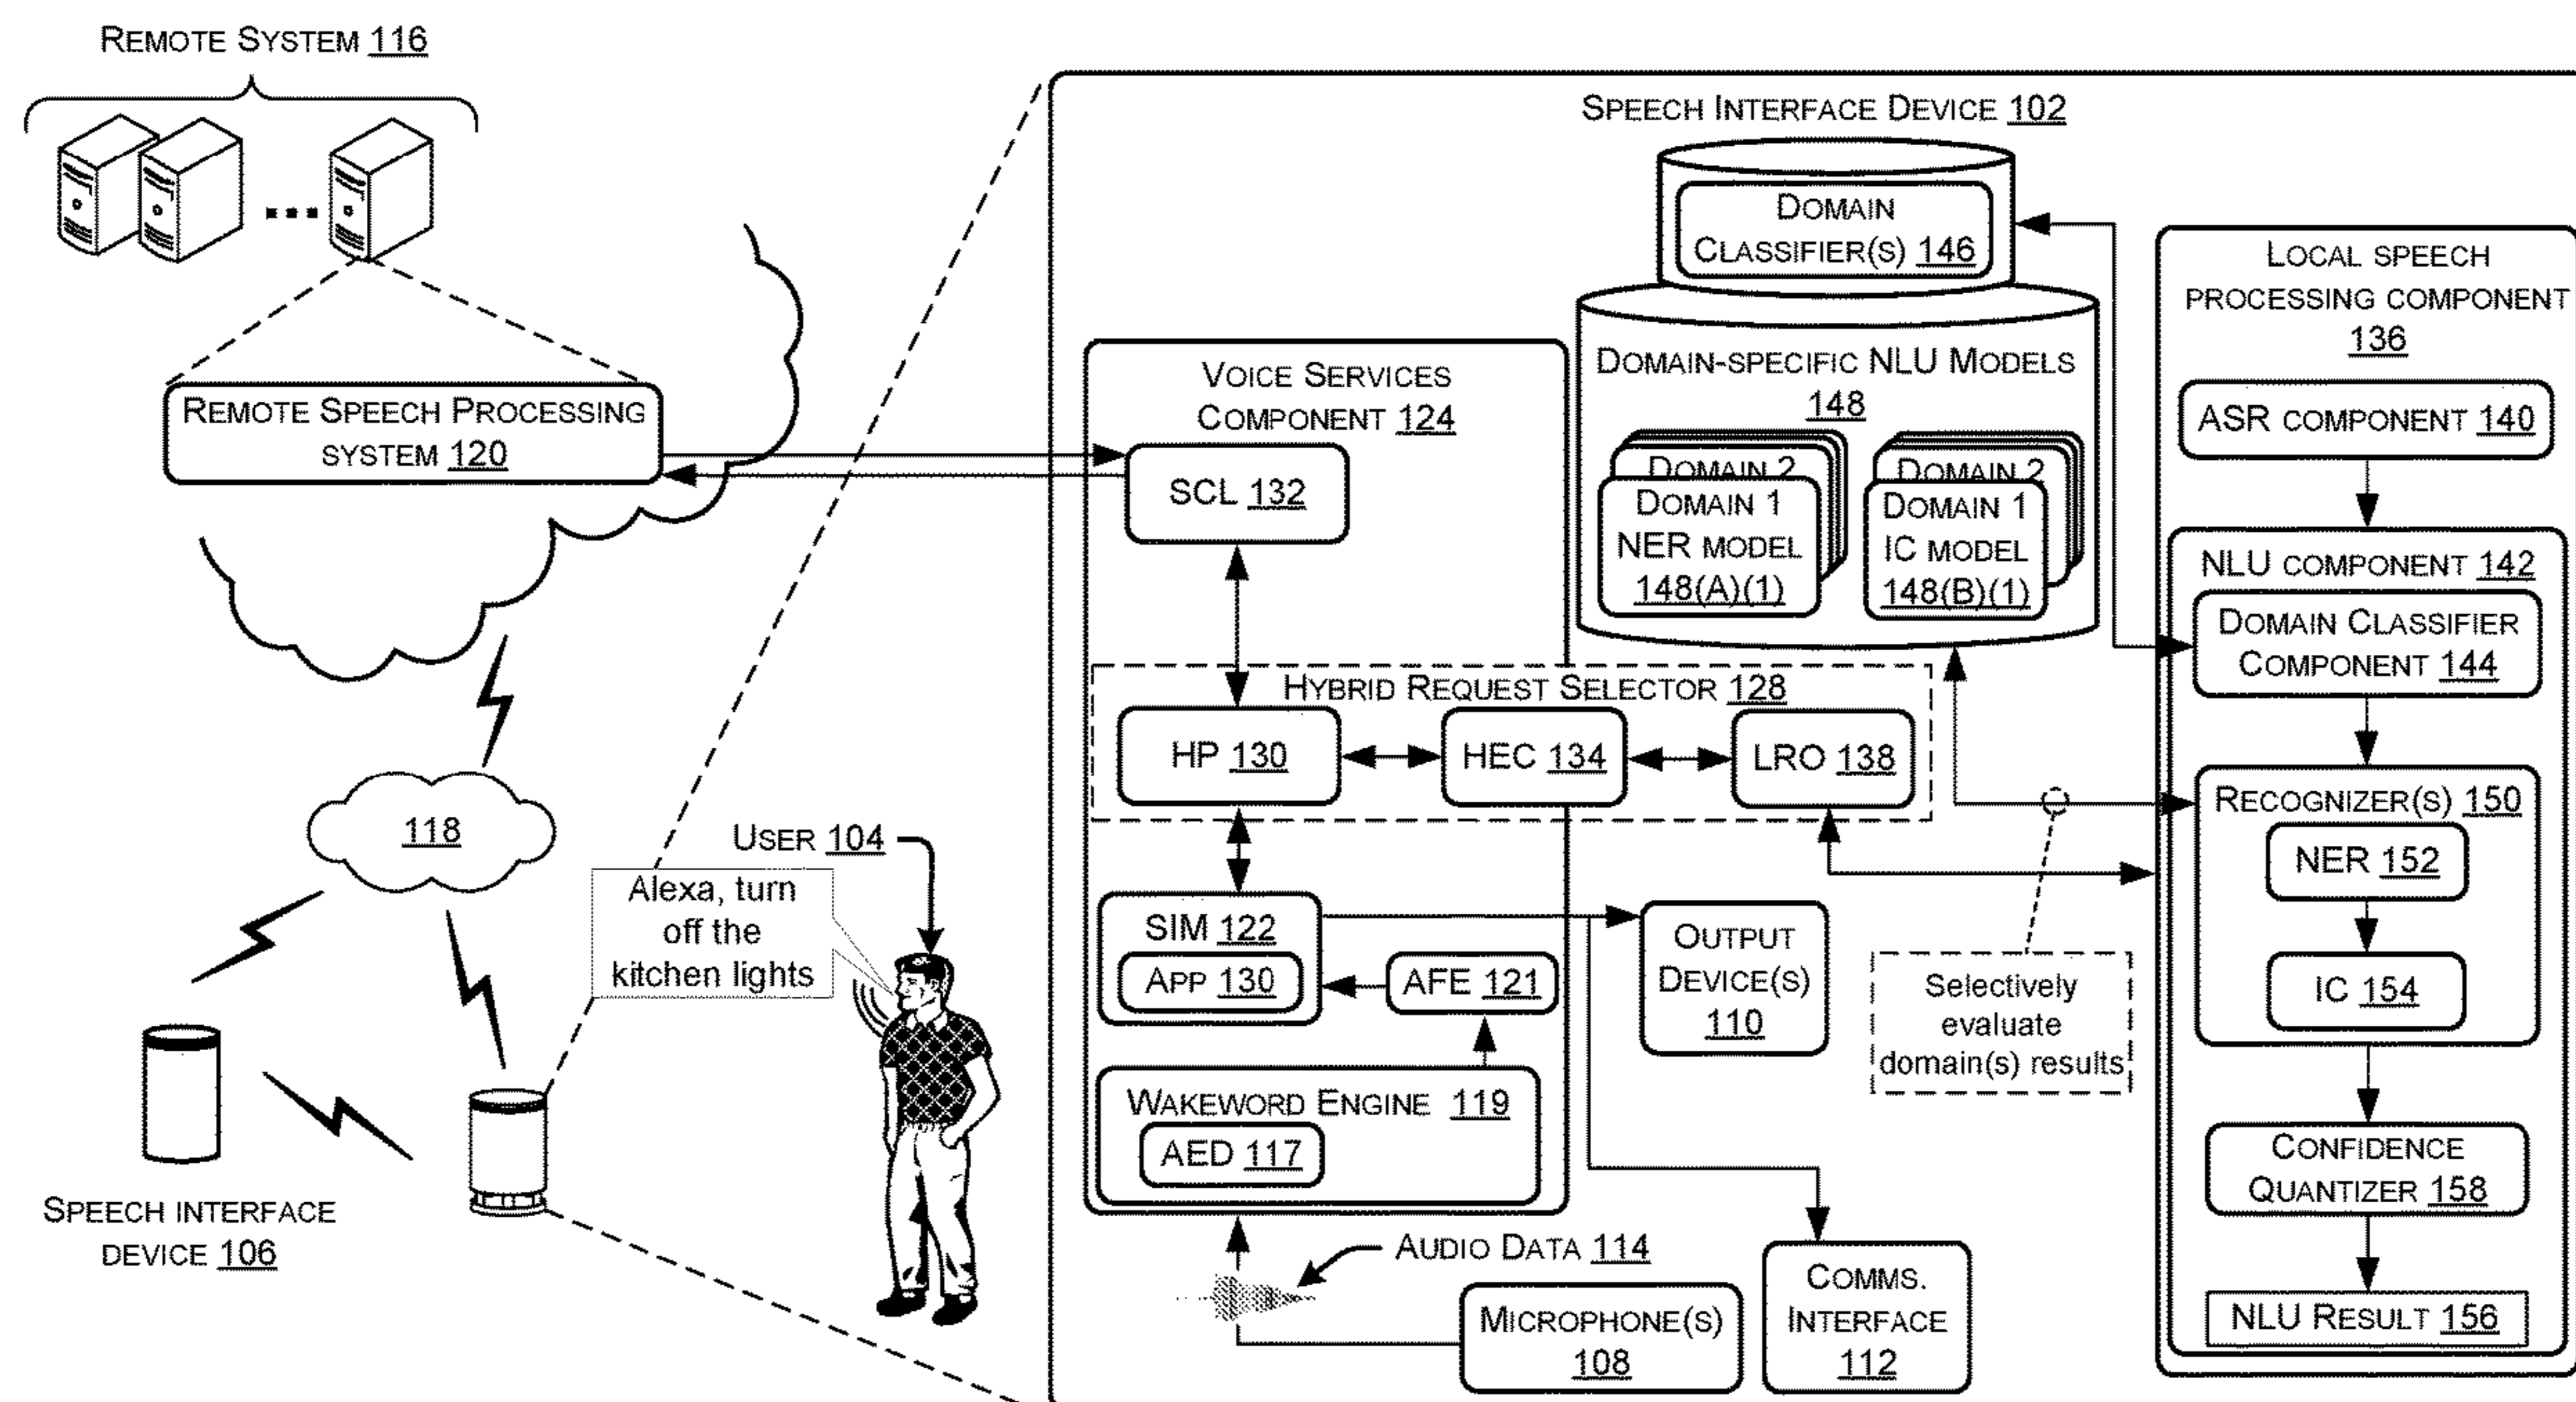 REMOTE SYSTEM 116
REMOTE SPEECH PROCESSING
SYSTEM 120
118
USER 104
Alexa, turn
off the
kitchen lights
SPEECH INTERFACE
DEVICE 106
SPEECH INTERFACE DEVICE 102
DOMAIN
CLASSIFIER(S) 146
DOMAIN-SPECIFIC NLU MODELS
148
DOMAIN 2
DOMAIN 1
NER MODEL
148(A)(1)
DOMAIN 2
DOMAIN 1
IC MODEL
148(B)(1)
VOICE SERVICES
COMPONENT 124
SCL 132
HYBRID REQUEST SELECTOR 128
HP 130
HEC 134
LRO 138
SIM 122
APP 130
AFE 121
WAKEWORD ENGINE 119
AED 117
OUTPUT
DEVICE(S)
110
AUDIO DATA 114
MICROPHONE(S)
108
COMMS.
INTERFACE
112
Selectively
evaluate
domain(s) results
LOCAL SPEECH
PROCESSING COMPONENT
136
ASR COMPONENT 140
NLU COMPONENT 142
DOMAIN CLASSIFIER
COMPONENT 144
RECOGNIZER(S) 150
NER 152
IC 154
CONFIDENCE
QUANTIZER 158
NLU RESULT 156